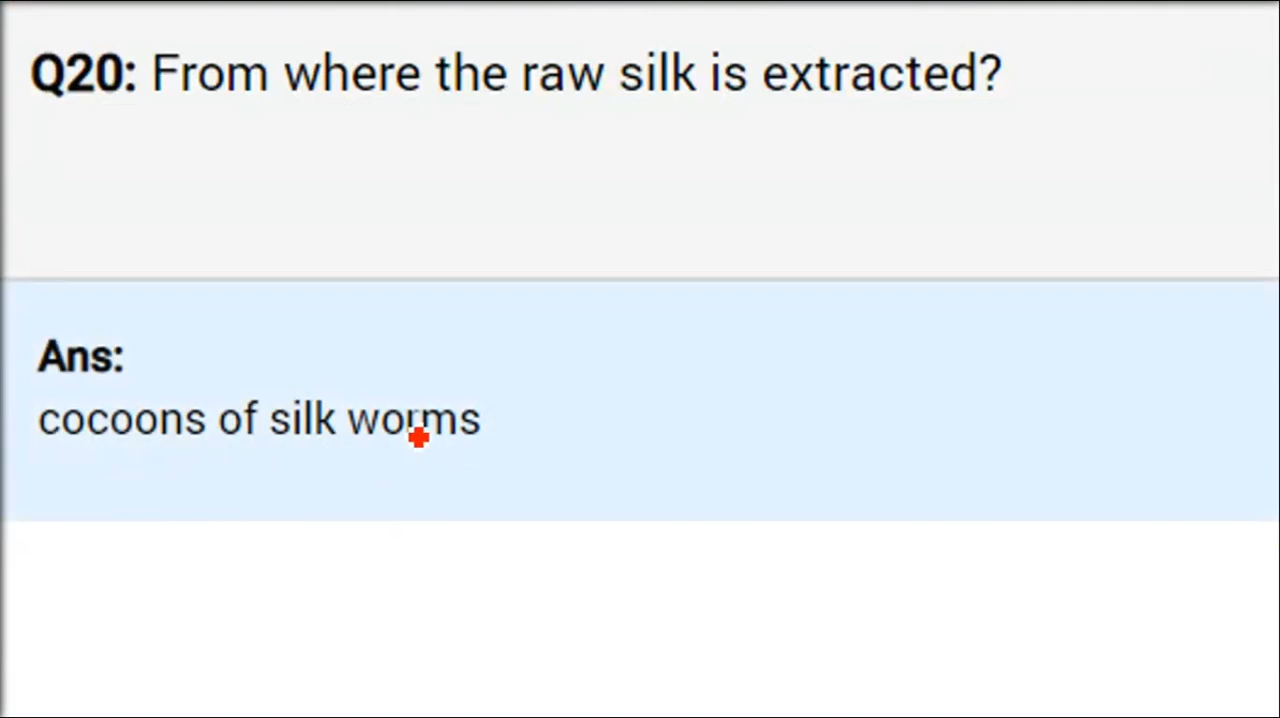 Q20: From where the raw silk is extracted?
Ans:
cocoons of silk worms